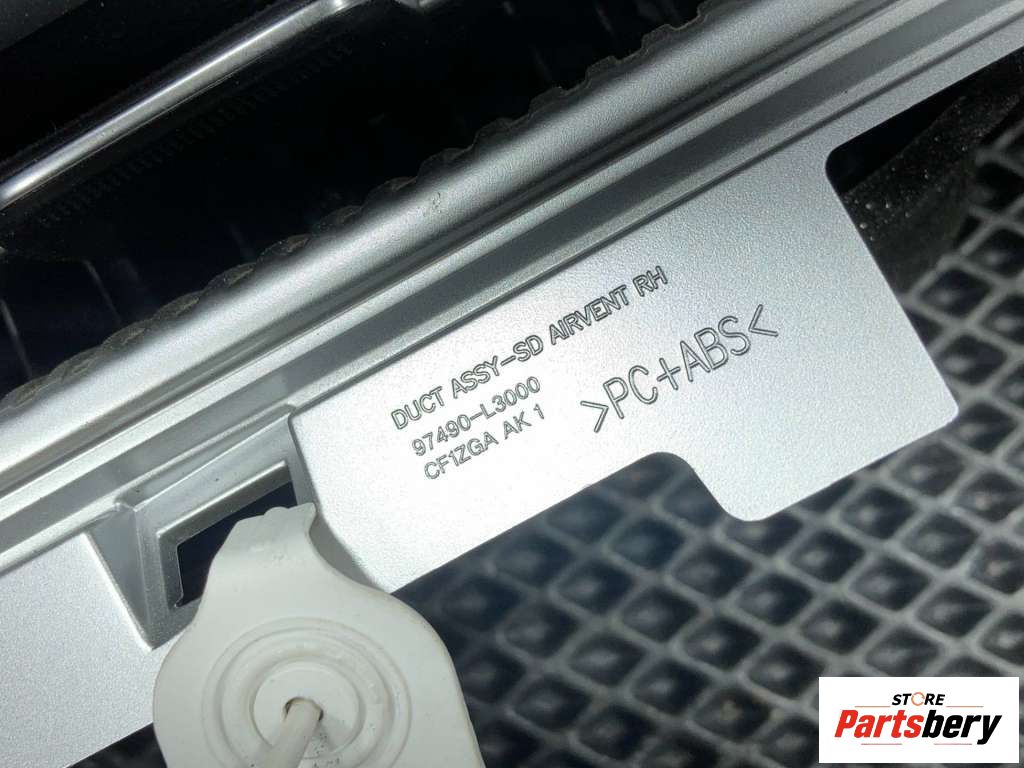 DUCT ASSY-SD AIRVENT RH
97490-L3000
CF1ZGA AK 1
>PC+ABS<
STORE
Partsbery